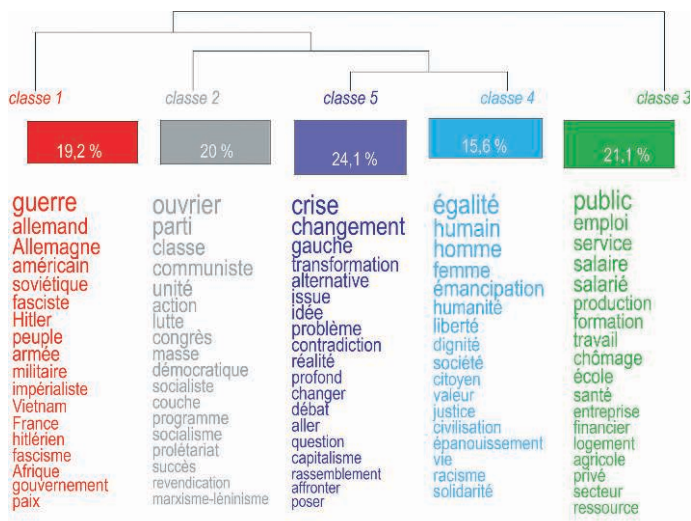 classe 1 classe 2 classe 5 classe 4 classe 3
19,2 % 20 % 24,1 % 15,6 % 21,1 %
guerre
allemand
Allemagne
américain
soviétique
fasciste
Hitler
peuple
armée
militaire
impérialiste
Vietnam
France
hitlérien
fascisme
Afrique
gouvernement
paix
ouvrier
parti
classe
communiste
unité
action
lutte
congrès
masse
démocratique
socialiste
couche
programme
socialisme
prolétariat
succès
revendication
marxisme-léninisme
crise
changement
gauche
transformation
alternative
issue
idée
problème
contradiction
réalité
profond
changer
débat
aller
question
capitalisme
rassemblement
affronter
poser
égalité
humain
homme
femme
émancipation
humanité
liberté
dignité
société
citoyen
valeur
justice
civilisation
épanouissement
vie
racisme
solidarité
public
emploi
service
salaire
salarié
production
formation
travail
chômage
école
santé
entreprise
financier
logement
agricole
privé
secteur
ressource